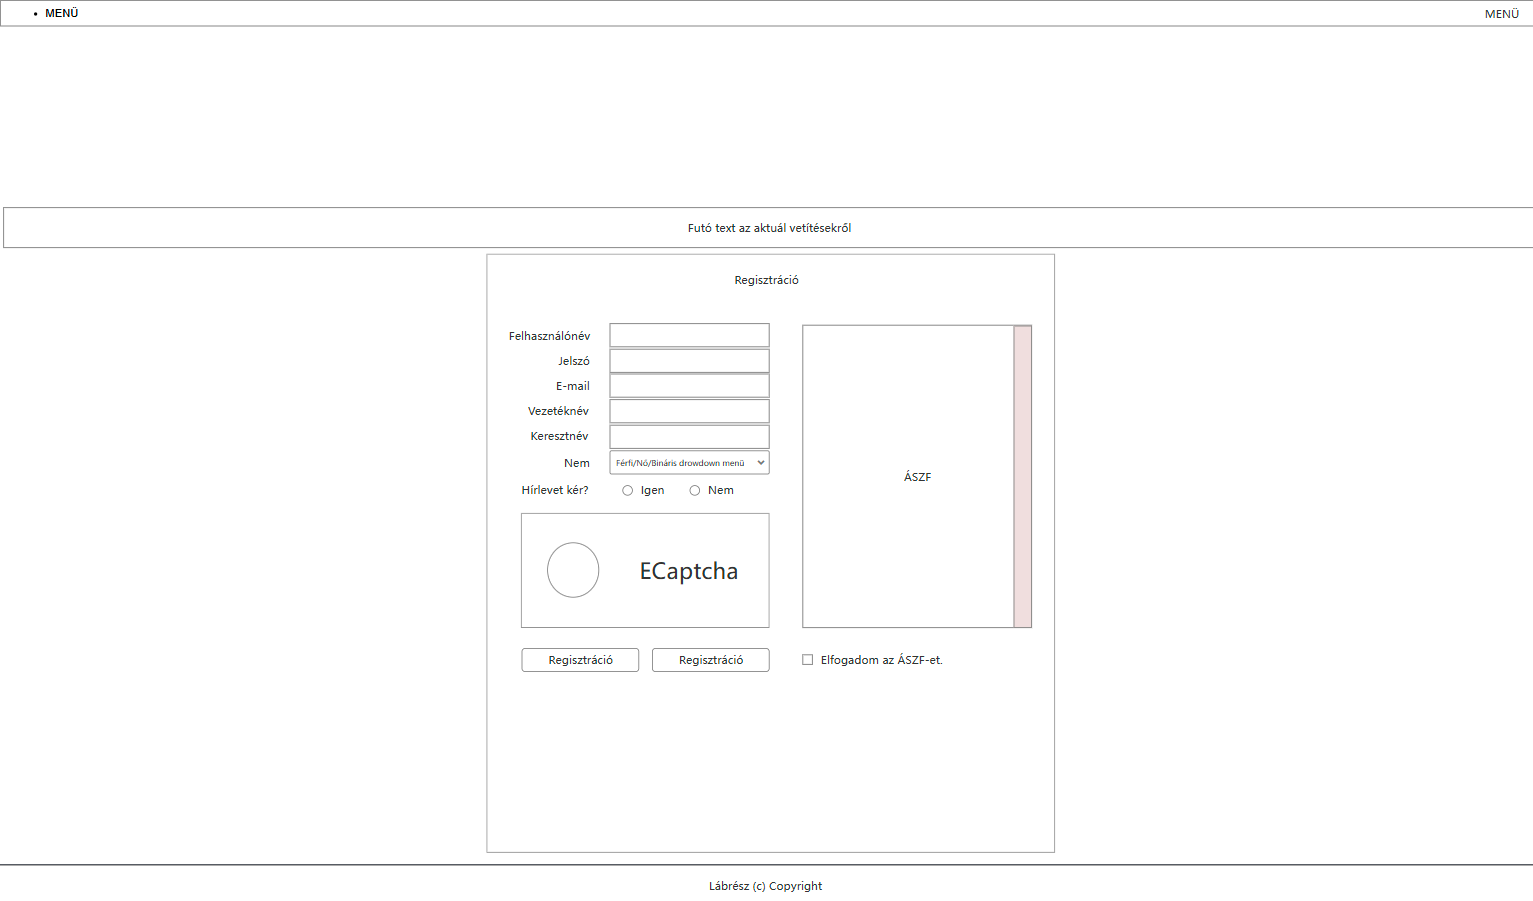 • MENÜ
MENÜ
Futó text az aktuál vetítésekről
Regisztráció
Felhasználónév
Jelszó
E-mail
Vezetéknév
Keresztnév
Nem
Férfi/Nő/Bináris drowdown menü
Hírlevet kér?
Igen
Nem
ECaptcha
ÁSZF
Regisztráció
Regisztráció
Elfogadom az ÁSZF-et.
Lábrész (c) Copyright